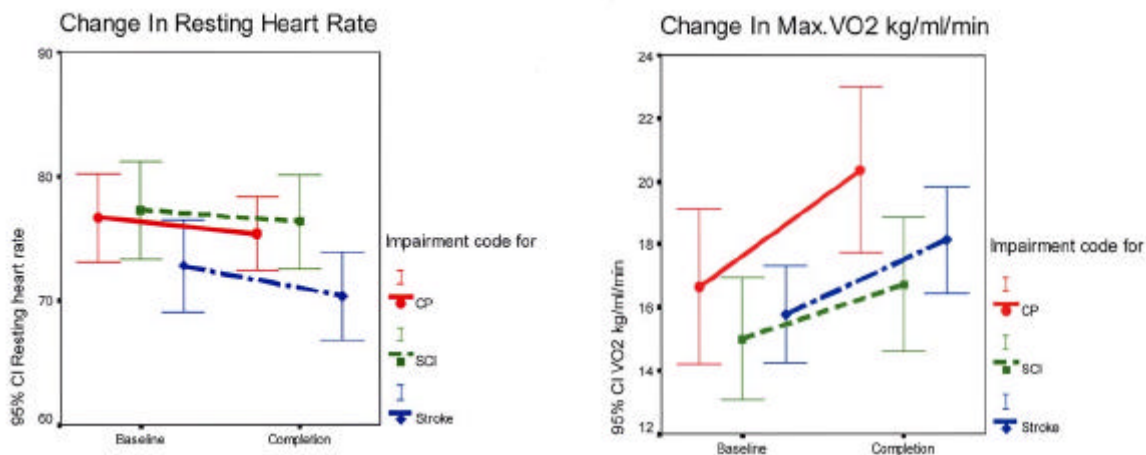 Change In Resting Heart Rate
90
80
70
60
95% CI Resting heart rate
Baseline
Completion
Impairment code for
CP
SCI
Stroke
Change In Max.VO2 kg/ml/min
24
22
20
18
16
14
12
95% CI VO2 kg/ml/min
Baseline
Completion
Impairment code for
CP
SCI
Stroke